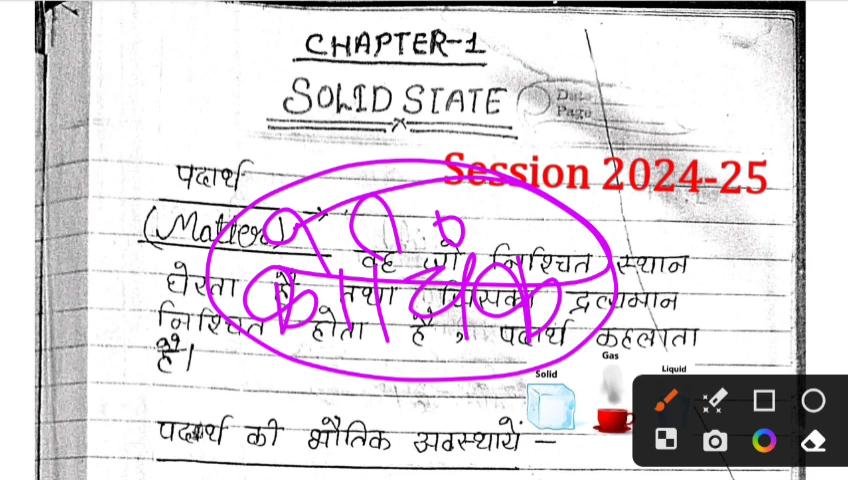 CHAPTER-1
SOLID STATE
Date
Page
Session 2024-25
पदार्थ
(Matter) वह जो निश्चित स्थान
घेरता है तथा जिसका द्रव्यमान
निश्चित होता है, पदार्थ कहलाता
है।
Solid Gas Liquid
पदार्थ की भौतिक अवस्थायें -